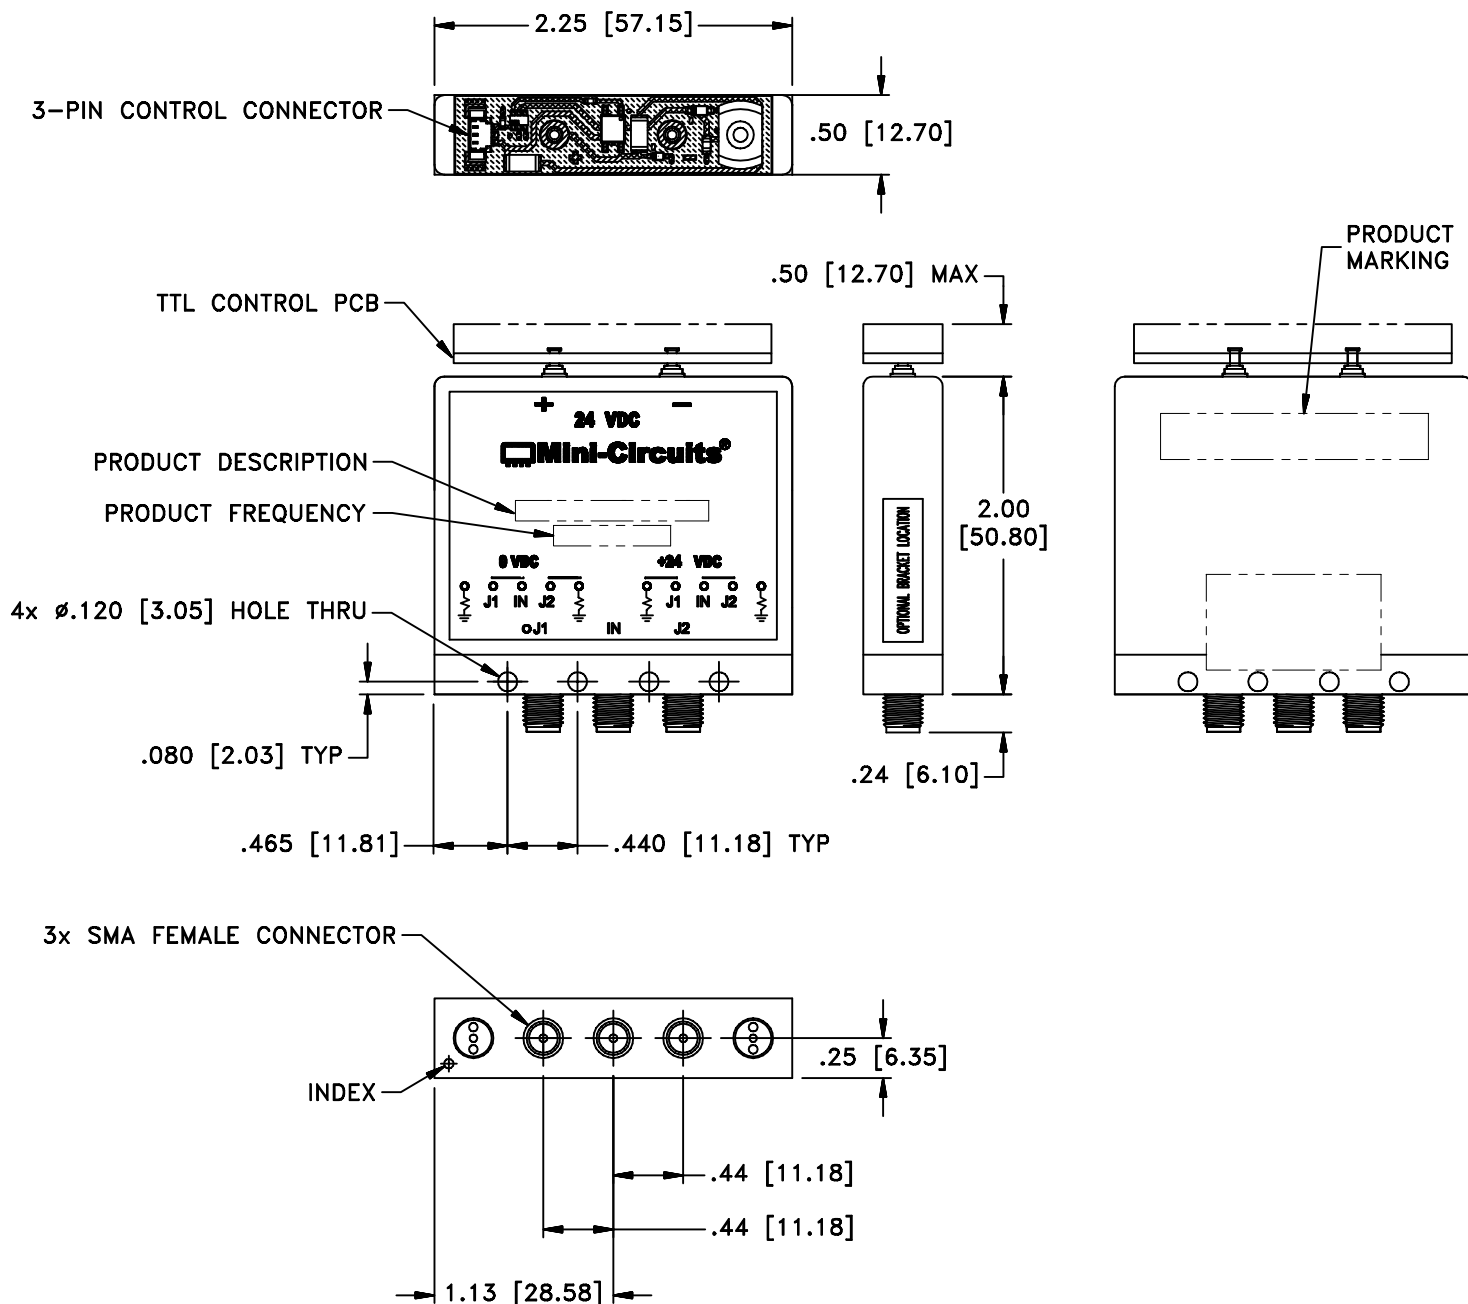 2.25 [57.15]
3-PIN CONTROL CONNECTOR
.50 [12.70]
PRODUCT
MARKING
.50 [12.70] MAX
TTL CONTROL PCB
+ –
24 VDC
Mini-Circuits®
PRODUCT DESCRIPTION
PRODUCT FREQUENCY
2.00
[50.80]
OPTIONAL BRACKET LOCATION
0 VDC +24 VDC
J1 IN J2 J1 IN J2
4x ø.120 [3.05] HOLE THRU
J1 IN J2
.080 [2.03] TYP
.24 [6.10]
.465 [11.81]
.440 [11.18] TYP
3x SMA FEMALE CONNECTOR
.25 [6.35]
INDEX
.44 [11.18]
.44 [11.18]
1.13 [28.58]